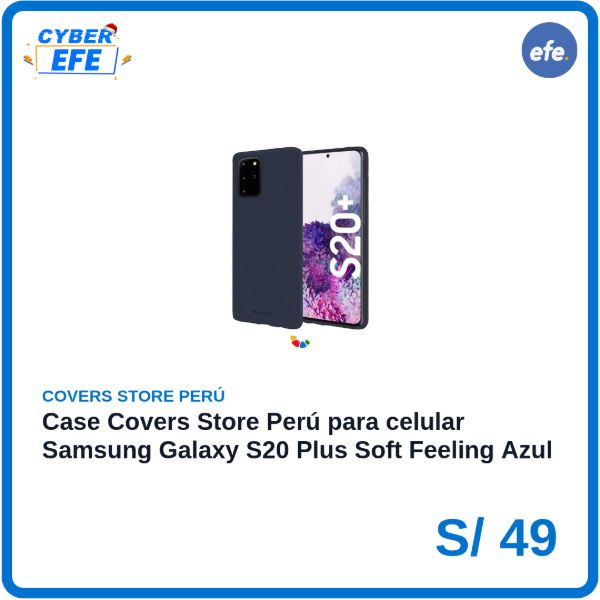 CYBER
EFE
efe.
S20+
COVERS STORE PERÚ
Case Covers Store Perú para celular
Samsung Galaxy S20 Plus Soft Feeling Azul
S/ 49